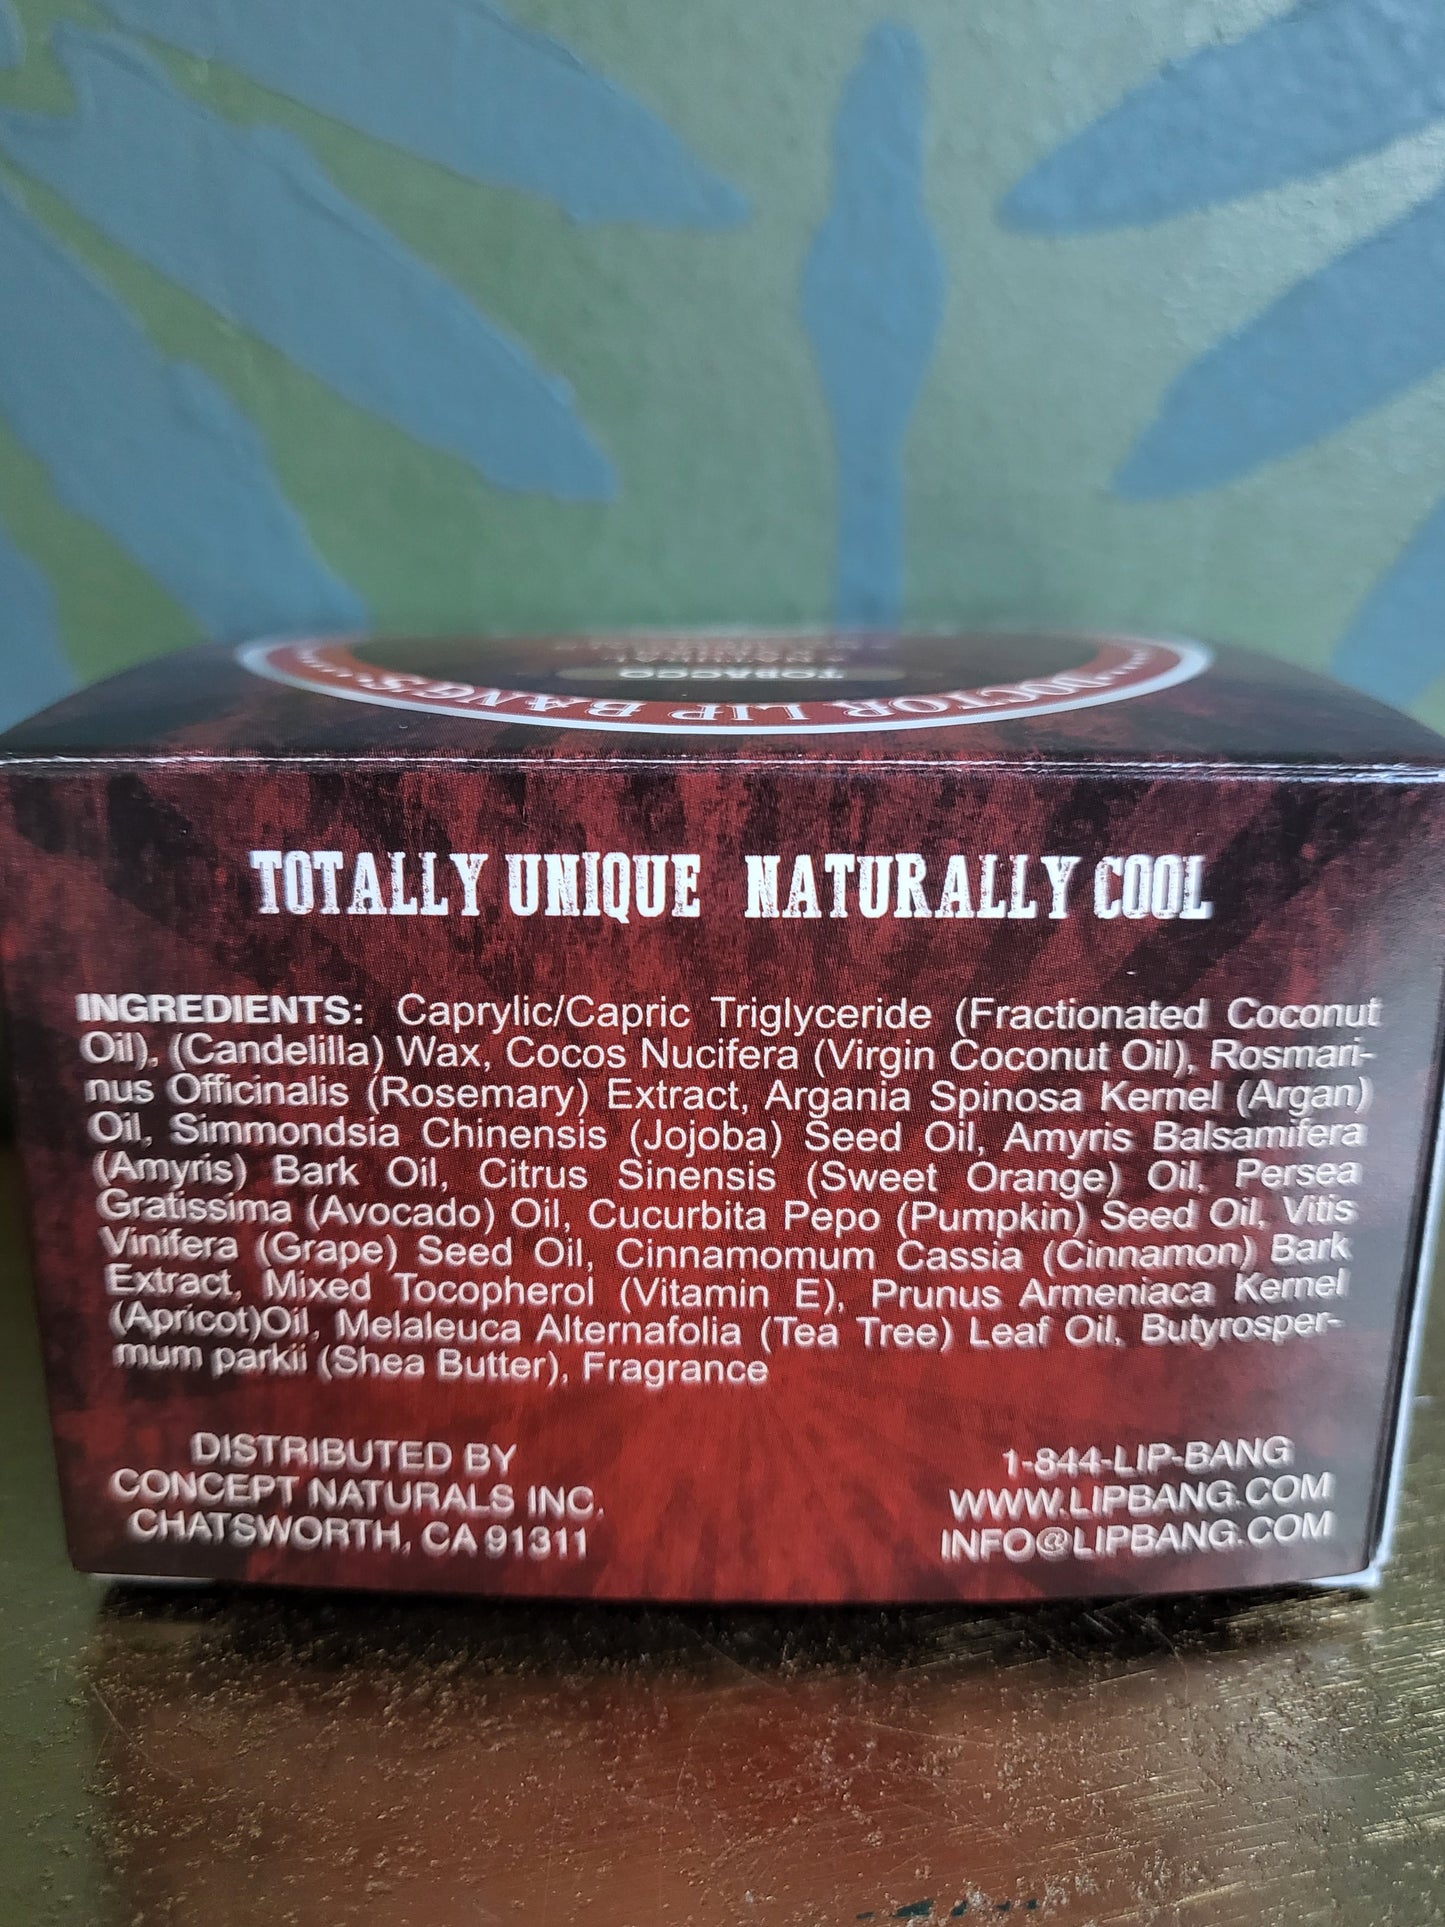 DOCTOR LIP BANG'S
TOBACCO
TOTALLY UNIQUE NATURALLY COOL
INGREDIENTS: Caprylic/Capric Triglyceride (Fractionated Coconut
Oil), (Candelilla) Wax, Cocos Nucifera (Virgin Coconut Oil), Rosmari-
nus Officinalis (Rosemary) Extract, Argania Spinosa Kernel (Argan)
Oil, Simmondsia Chinensis (Jojoba) Seed Oil, Amyris Balsamifera
(Amyris) Bark Oil, Citrus Sinensis (Sweet Orange) Oil, Persea
Gratissima (Avocado) Oil, Cucurbita Pepo (Pumpkin) Seed Oil, Vitis
Vinifera (Grape) Seed Oil, Cinnamomum Cassia (Cinnamon) Bark
Extract, Mixed Tocopherol (Vitamin E), Prunus Armeniaca Kernel
(Apricot)Oil, Melaleuca Alternafolia (Tea Tree) Leaf Oil, Butyrosper-
mum parkii (Shea Butter), Fragrance
DISTRIBUTED BY
CONCEPT NATURALS INC.
CHATSWORTH, CA 91311
1-844-LIP-BANG
WWW.LIPBANG.COM
INFO@LIPBANG.COM